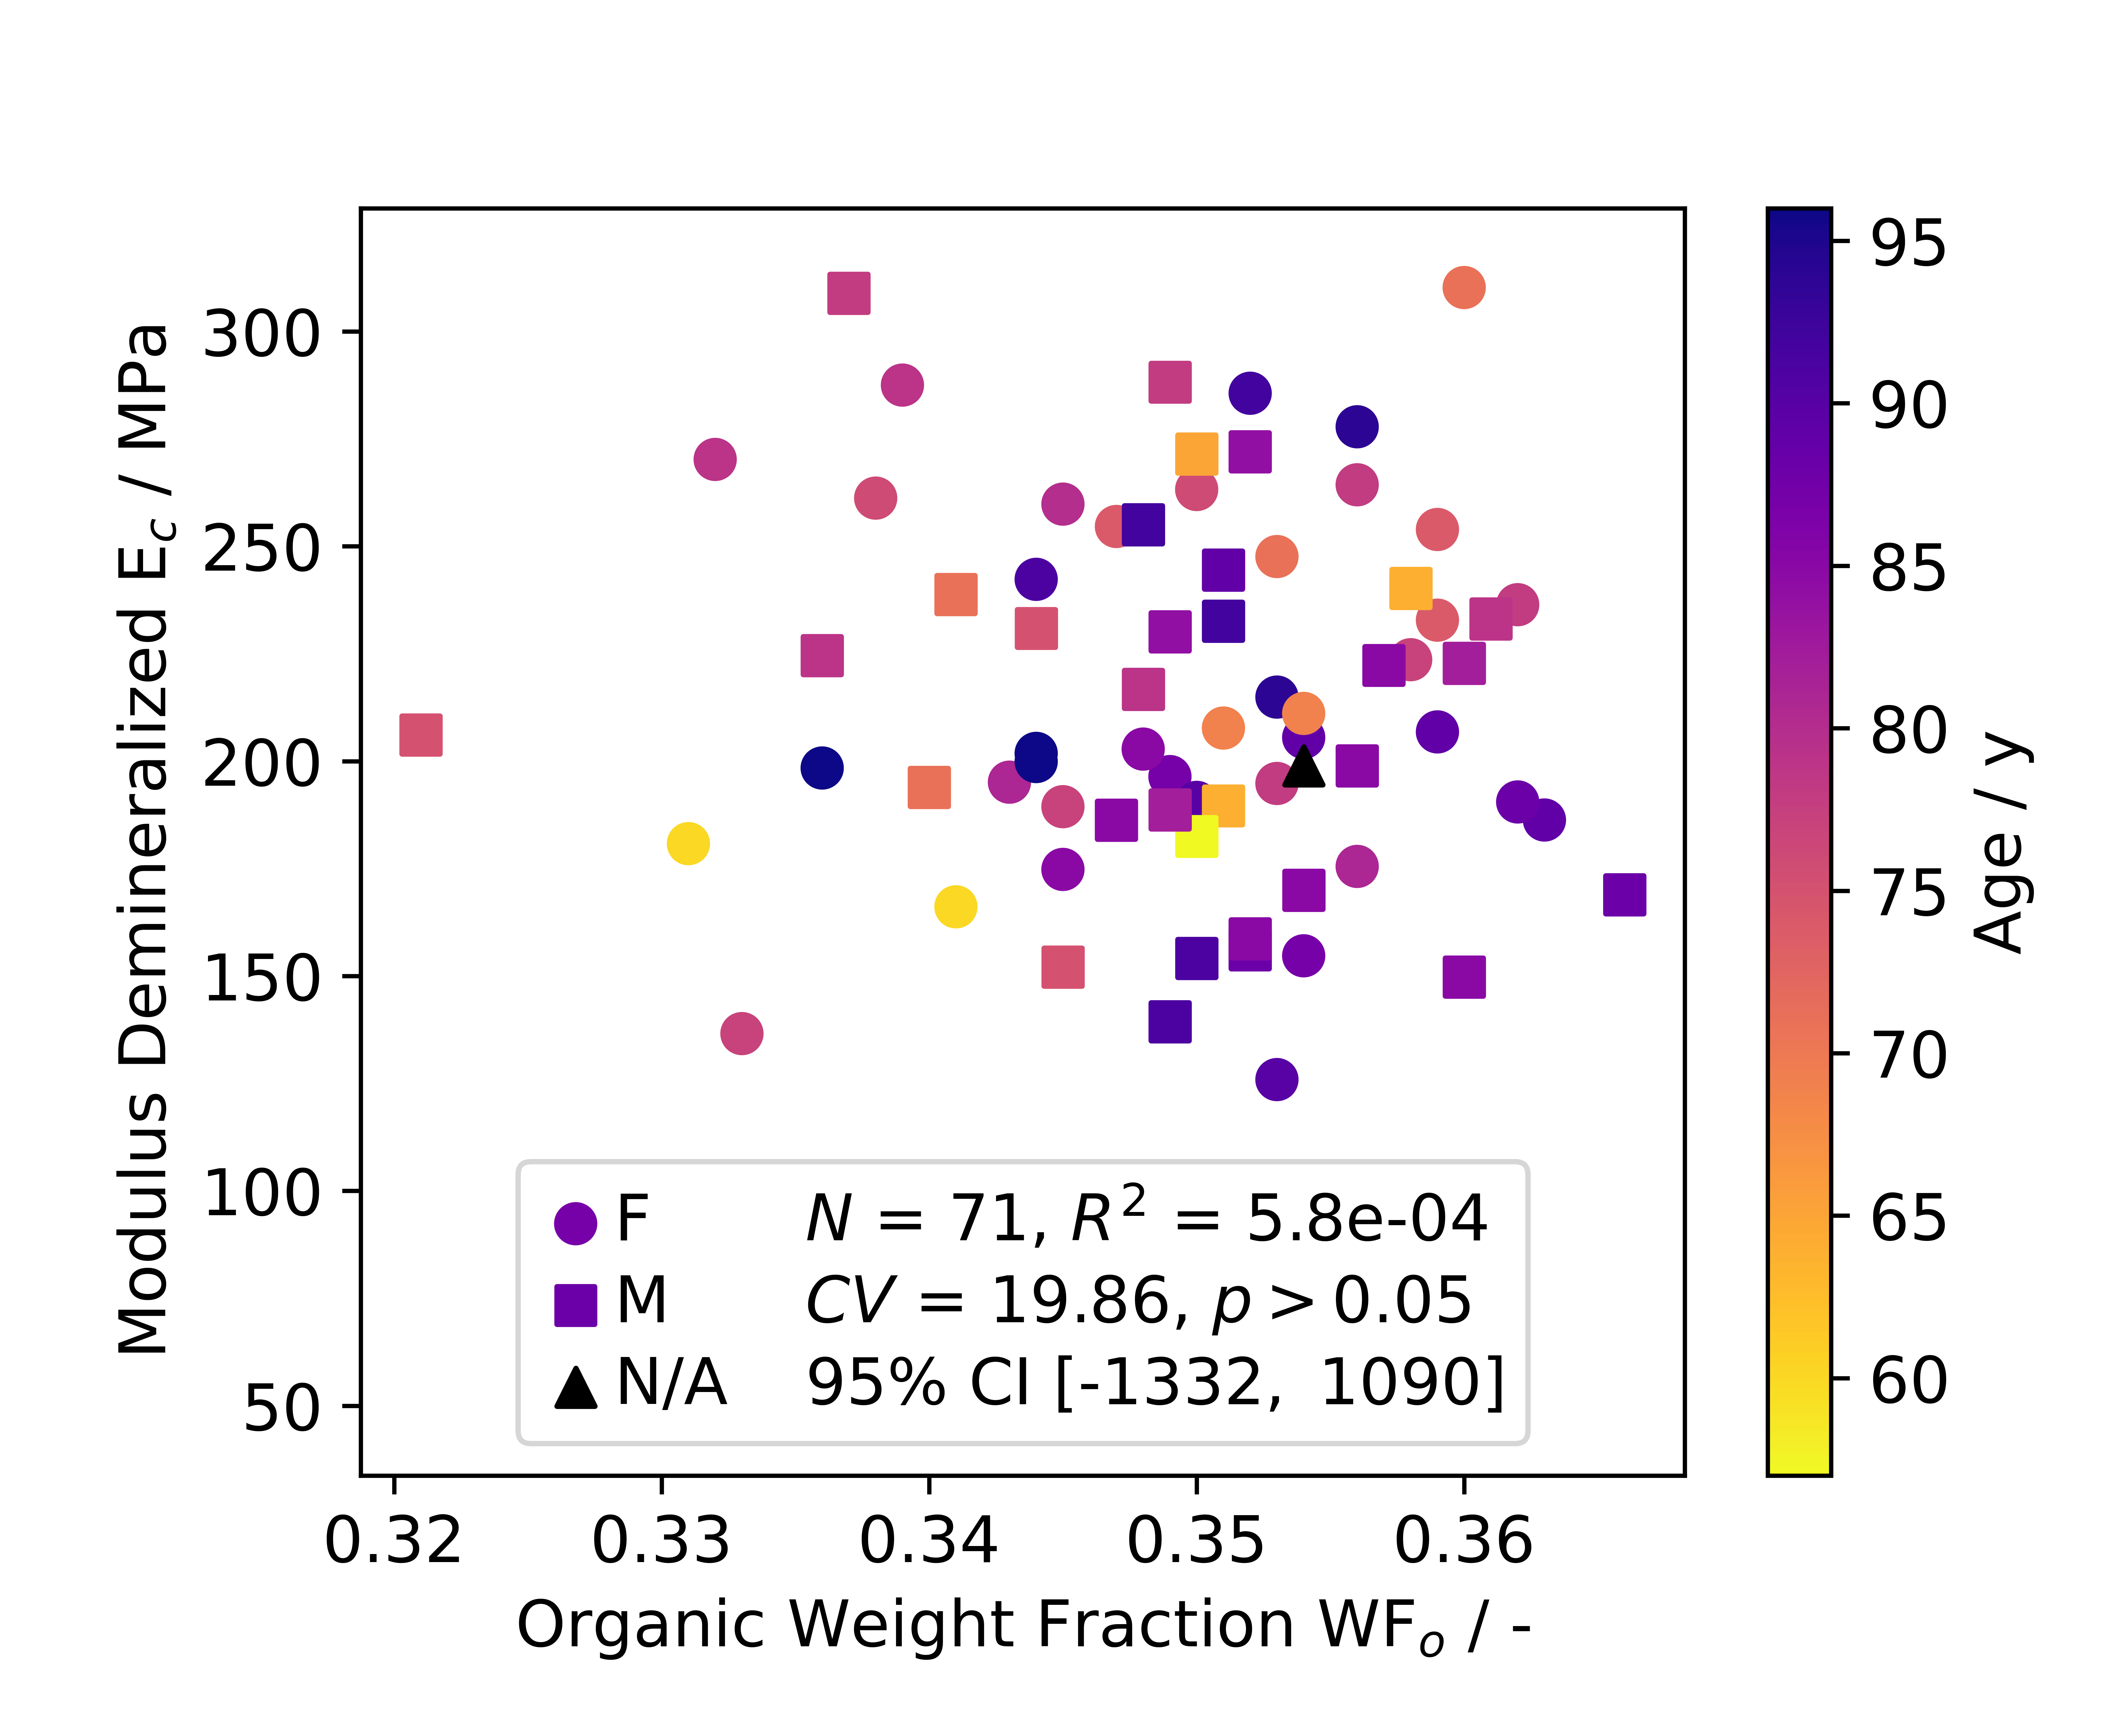 Modulus Demineralized E_c / MPa
300
250
200
150
100
50
F N = 71, R² = 5.8e-04
M CV = 19.86, p > 0.05
N/A 95% CI [-1332, 1090]
0.32 0.33 0.34 0.35 0.36
Organic Weight Fraction WF_o / -
95
90
85
80
75
70
65
60
Age / y